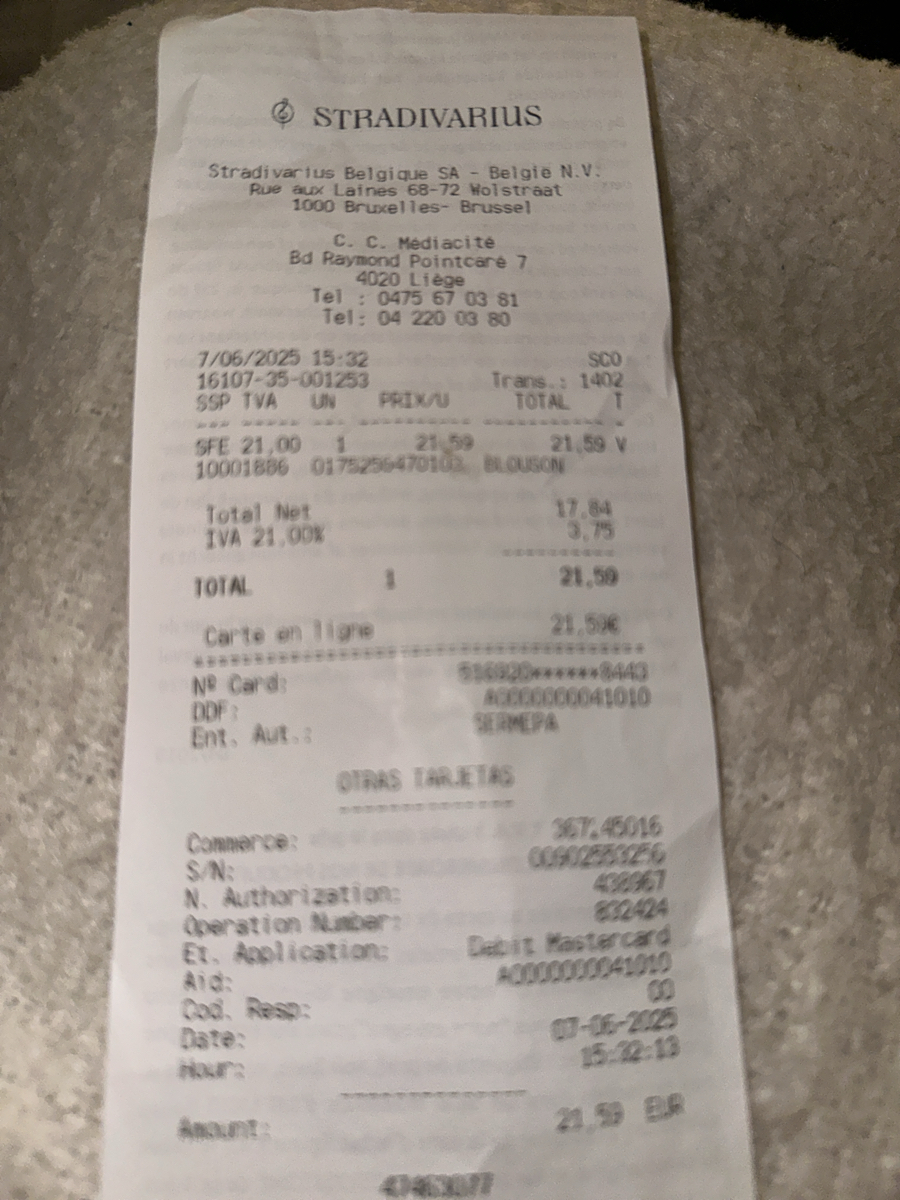 STRADIVARIUS
Stradivarius Belgique SA - België N.V.
Rue aux Laines 68-72 Wolstraat
1000 Bruxelles- Brussel
C. C. Médiacité
Bd Raymond Pointcaré 7
4020 Liège
Tel : 0475 67 03 81
Tel: 04 220 03 80
7/06/2025 15:32 SCO
16107-35-001253 Trans.: 1402
SSP TVA UN PRIX/U TOTAL T
SFE 21,00 1 21,59 21,59 V
10001886 BLOUSON
Total Net 17,84
IVA 21,00% 3,75
TOTAL 1 21,59
Carte en ligne 21,59€
Nº Card:
DDF: A0000000041010
Ent. Aut.: SERMEPA
OTRAS TARJETAS
Commerce:
S/N:
N. Authorization:
Operation Number: 832424
Et. Application: Debit Mastercard
Aid: A0000000041010
Cod. Resp: 00
Date: 07-06-2025
Hour: 15:32:13
Amount: 21,59 EUR